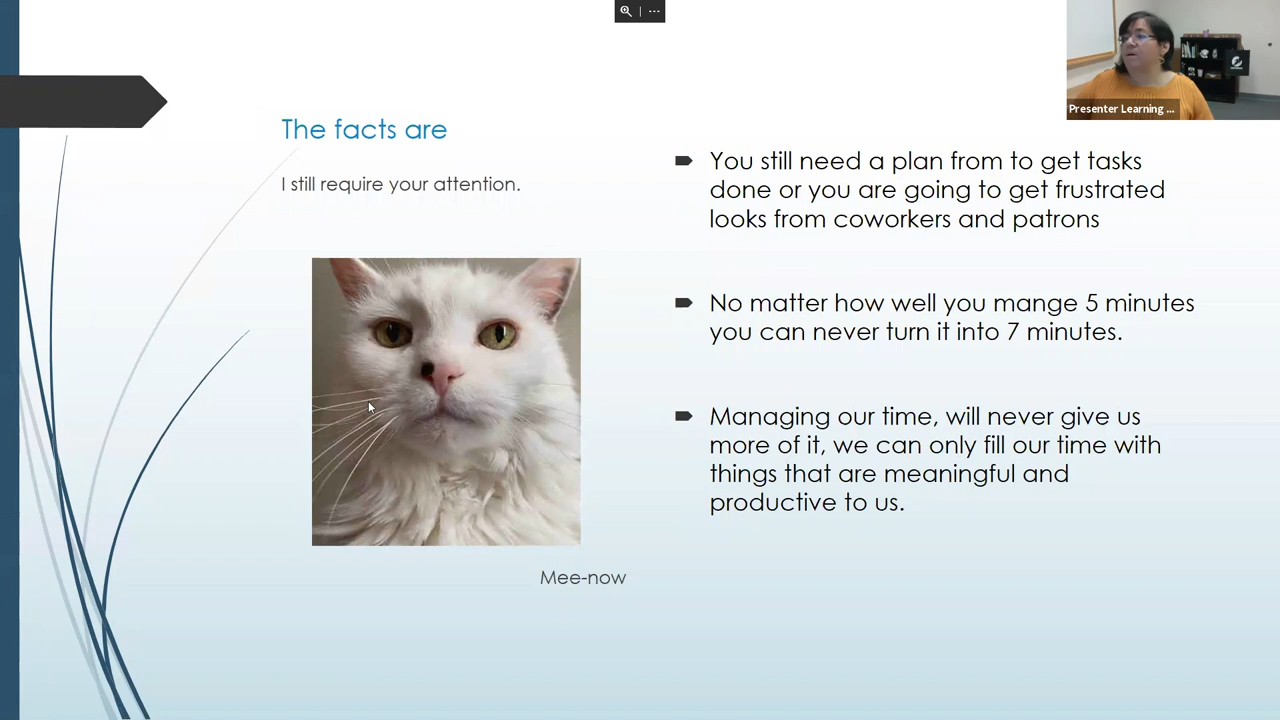 The facts are
I still require your attention.
Mee-now
You still need a plan from to get tasks
done or you are going to get frustrated
looks from coworkers and patrons
No matter how well you mange 5 minutes
you can never turn it into 7 minutes.
Managing our time, will never give us
more of it, we can only fill our time with
things that are meaningful and
productive to us.
Presenter Learning ...